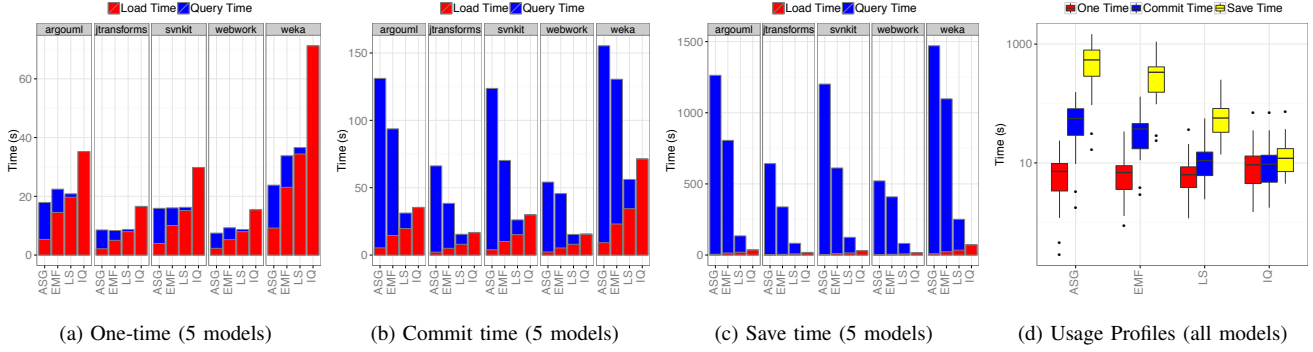 Load Time Query Time
argouml jtransforms svnkit webwork weka
Time (s)
60
40
20
0
ASG EMF LS IQ ASG EMF LS IQ ASG EMF LS IQ ASG EMF LS IQ ASG EMF LS IQ
(a) One-time (5 models)
Load Time Query Time
argouml jtransforms svnkit webwork weka
Time (s)
150
100
50
0
ASG EMF LS IQ ASG EMF LS IQ ASG EMF LS IQ ASG EMF LS IQ ASG EMF LS IQ
(b) Commit time (5 models)
Load Time Query Time
argouml jtransforms svnkit webwork weka
Time (s)
1500
1000
500
0
ASG EMF LS IQ ASG EMF LS IQ ASG EMF LS IQ ASG EMF LS IQ ASG EMF LS IQ
(c) Save time (5 models)
One Time Commit Time Save Time
Time (s)
1000
10
ASG EMF LS IQ
(d) Usage Profiles (all models)